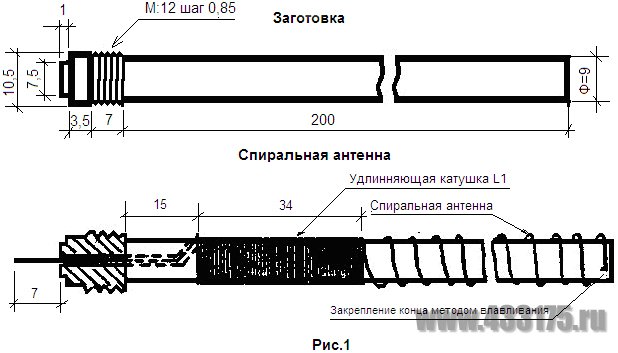 М:12 шаг 0,85
Заготовка
1
10,5
7,5
Ф=9
3,5
7
200
Спиральная антенна
Удлинняющая катушка L1
15
34
Спиральная антенна
7
Закрепление конца методом вплавливания
www.433175.ru
Рис.1